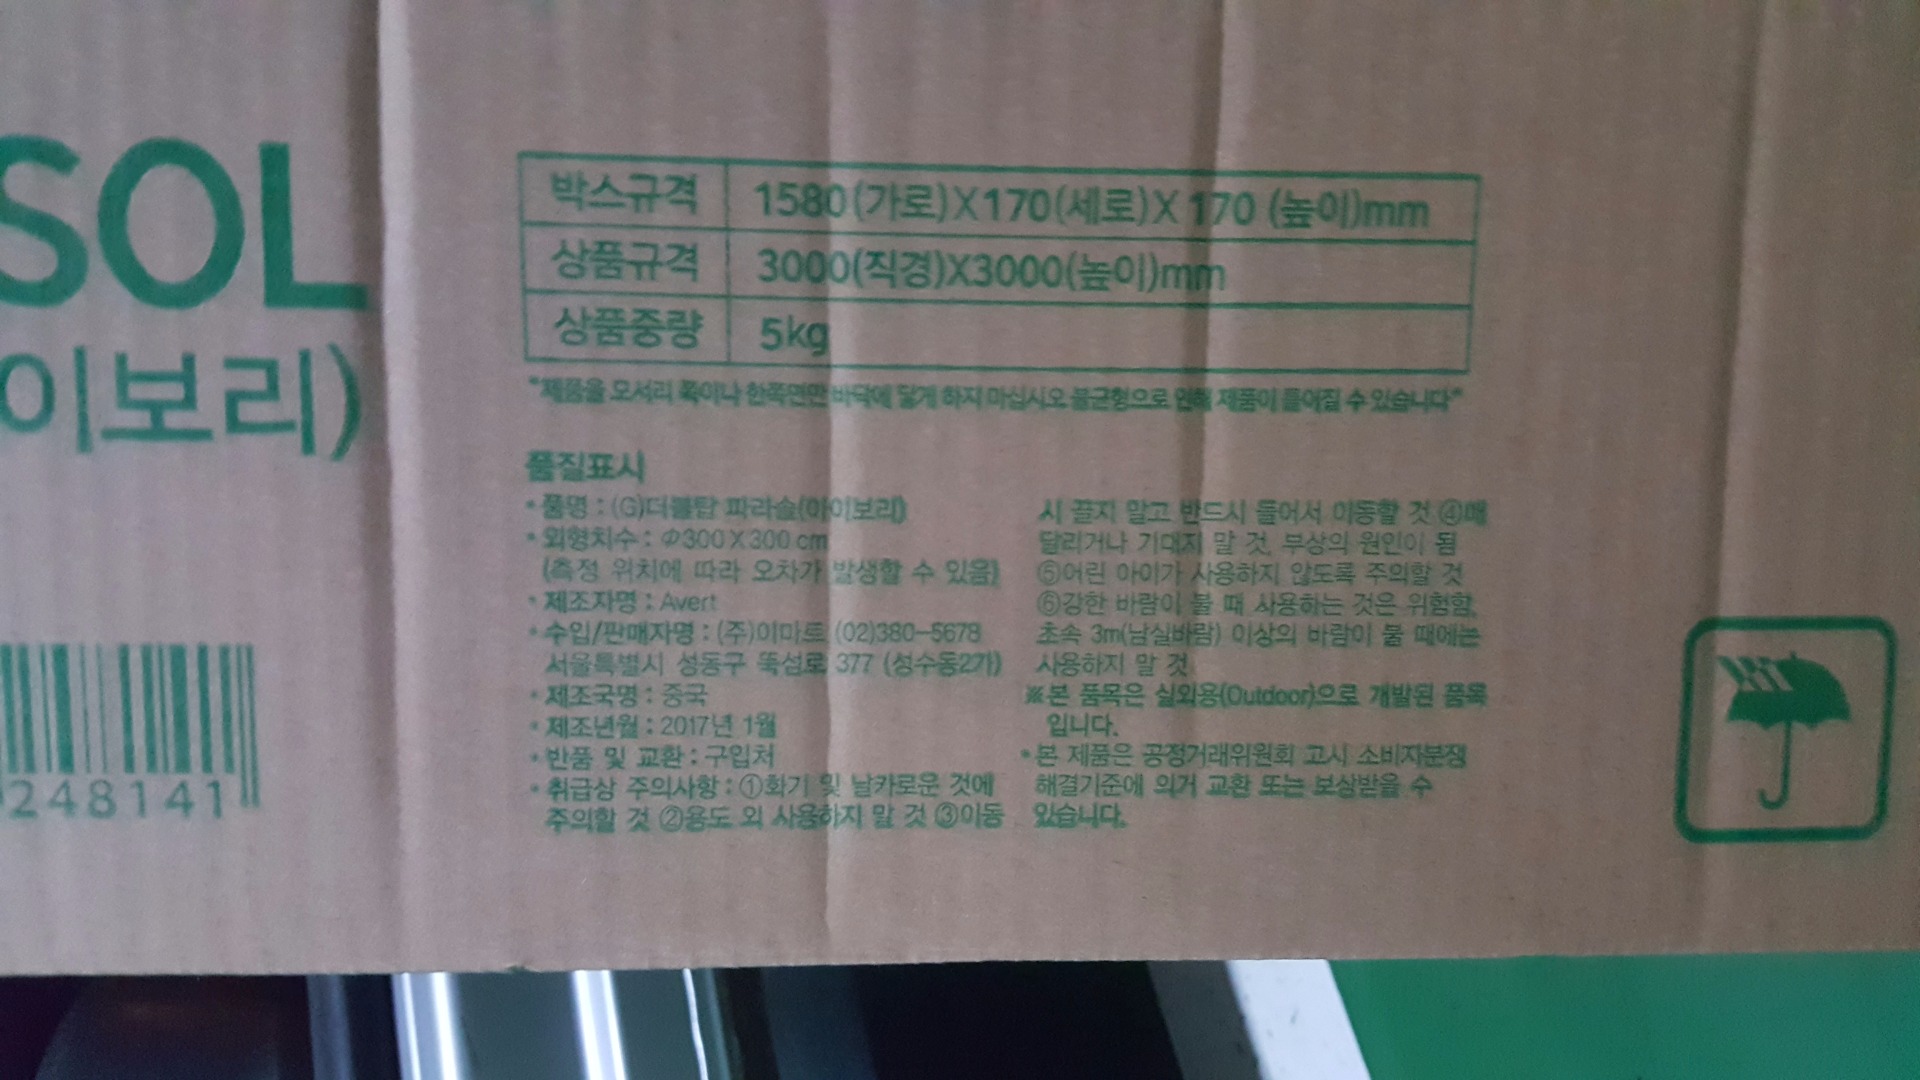 SOL
이보리)
248141
박스규격 1580(가로)X170(세로)X 170 (높이)mm
상품규격 3000(직경)X3000(높이)mm
상품중량 5kg
"제품을 모서리 쪽이나 한쪽면만 바닥에 닿게 하지 마십시오 불균형으로 인해 제품이 틀어질 수 있습니다"
품질표시
• 품명 : (G)더블탑 파라솔(아이보리)
• 외형치수 : Φ300 X 300 cm
(측정 위치에 따라 오차가 발생할 수 있음)
• 제조자명 : Avert
• 수입/판매자명 : (주)이마트 (02)380-5678
서울특별시 성동구 뚝섬로 377 (성수동2가)
• 제조국명 : 중국
• 제조년월 : 2017년 1월
• 반품 및 교환 : 구입처
• 취급상 주의사항 : ①화기 및 날카로운 것에
주의할 것 ②용도 외 사용하지 말 것 ③이동
시 끌지 말고 반드시 들어서 이동할 것 ④매
달리거나 기대지 말 것, 부상의 원인이 됨
⑤어린 아이가 사용하지 않도록 주의할 것
⑥강한 바람이 불 때 사용하는 것은 위험함,
초속 3m(남실바람) 이상의 바람이 불 때에는
사용하지 말 것
※본 품목은 실외용(Outdoor)으로 개발된 품목
입니다.
• 본 제품은 공정거래위원회 고시 소비자분쟁
해결기준에 의거 교환 또는 보상받을 수
있습니다.